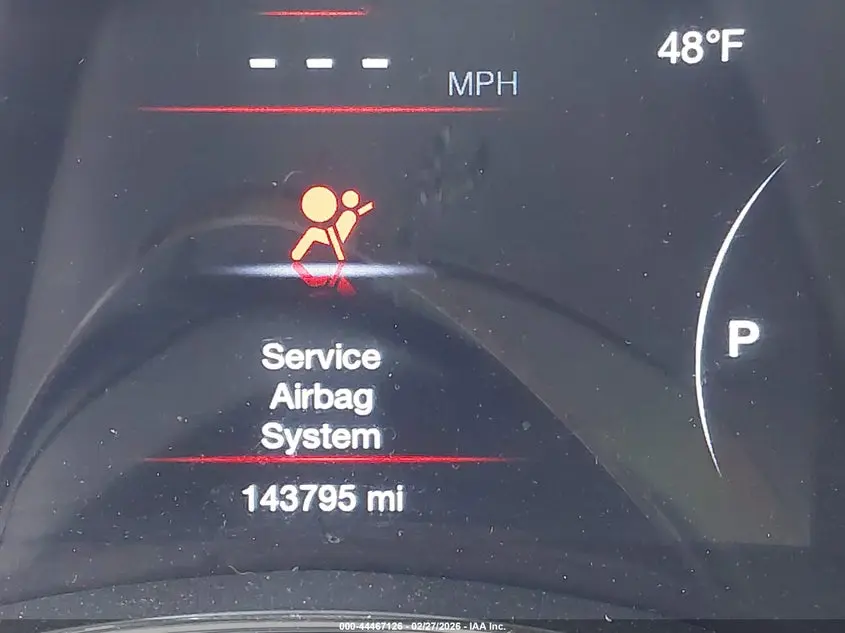 48°F
--- MPH
P
Service
Airbag
System
143795 mi
000-44467126 - 02/27/2026 - IAA Inc.